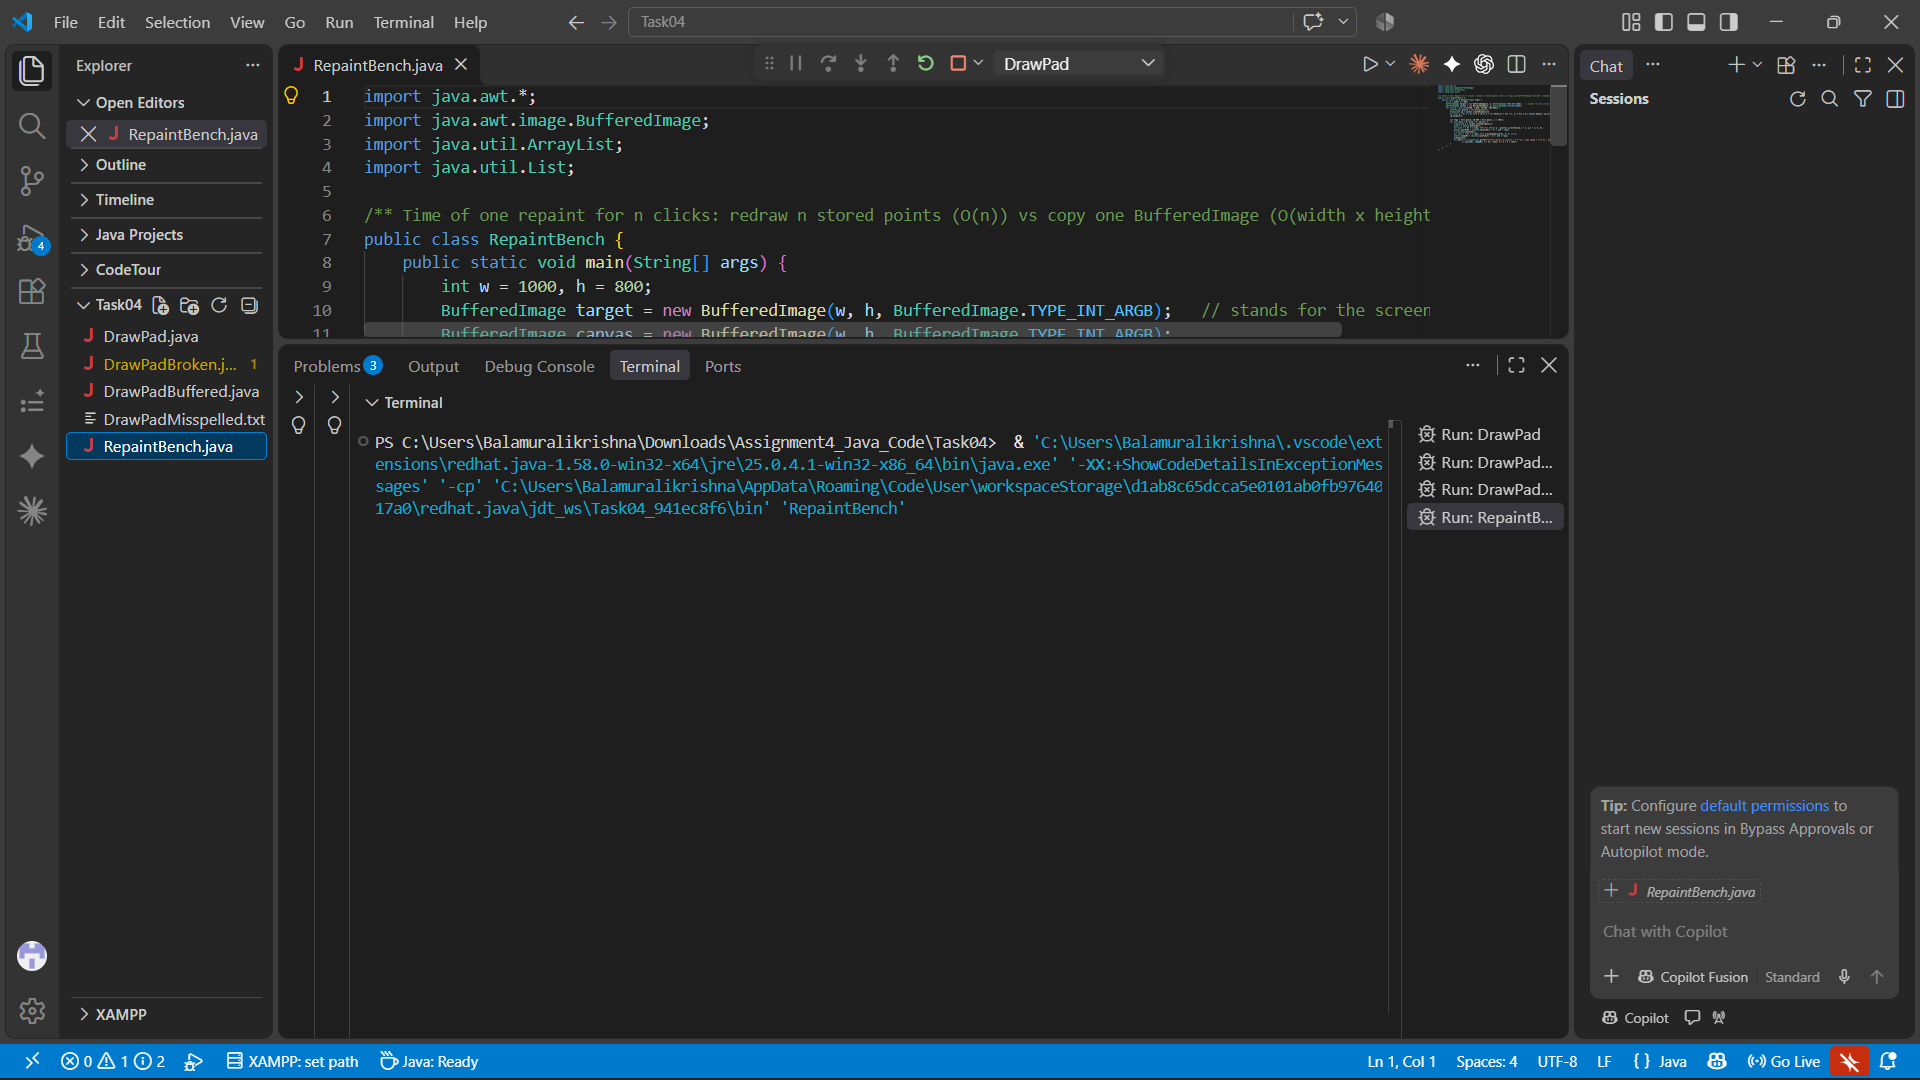 File Edit Selection View Go Run Terminal Help
Task04
Explorer
Open Editors
RepaintBench.java
Outline
Timeline
Java Projects
CodeTour
Task04
DrawPad.java
DrawPadBroken.j... 1
DrawPadBuffered.java
DrawPadMisspelled.txt
RepaintBench.java
XAMPP
4
RepaintBench.java
DrawPad
1 import java.awt.*;
2 import java.awt.image.BufferedImage;
3 import java.util.ArrayList;
4 import java.util.List;
5
6 /** Time of one repaint for n clicks: redraw n stored points (O(n)) vs copy one BufferedImage (O(width x height
7 public class RepaintBench {
8 public static void main(String[] args) {
9 int w = 1000, h = 800;
10 BufferedImage target = new BufferedImage(w, h, BufferedImage.TYPE_INT_ARGB); // stands for the screen
11 BufferedImage canvas = new BufferedImage(w, h, BufferedImage.TYPE_INT_ARGB);
Problems 3 Output Debug Console Terminal Ports
Terminal
PS C:\Users\Balamuralikrishna\Downloads\Assignment4_Java_Code\Task04> & 'C:\Users\Balamuralikrishna\.vscode\ext
ensions\redhat.java-1.58.0-win32-x64\jre\25.0.4.1-win32-x86_64\bin\java.exe' '-XX:+ShowCodeDetailsInExceptionMes
sages' '-cp' 'C:\Users\Balamuralikrishna\AppData\Roaming\Code\User\workspaceStorage\d1ab8c65dcca5e0101ab0fb97640
17a0\redhat.java\jdt_ws\Task04_941ec8f6\bin' 'RepaintBench'
Run: DrawPad
Run: DrawPad...
Run: DrawPad...
Run: RepaintB...
Chat
Sessions
Tip: Configure default permissions to
start new sessions in Bypass Approvals or
Autopilot mode.
RepaintBench.java
Chat with Copilot
Copilot Fusion Standard
Copilot
0 1 2 XAMPP: set path Java: Ready
Ln 1, Col 1 Spaces: 4 UTF-8 LF {} Java Go Live